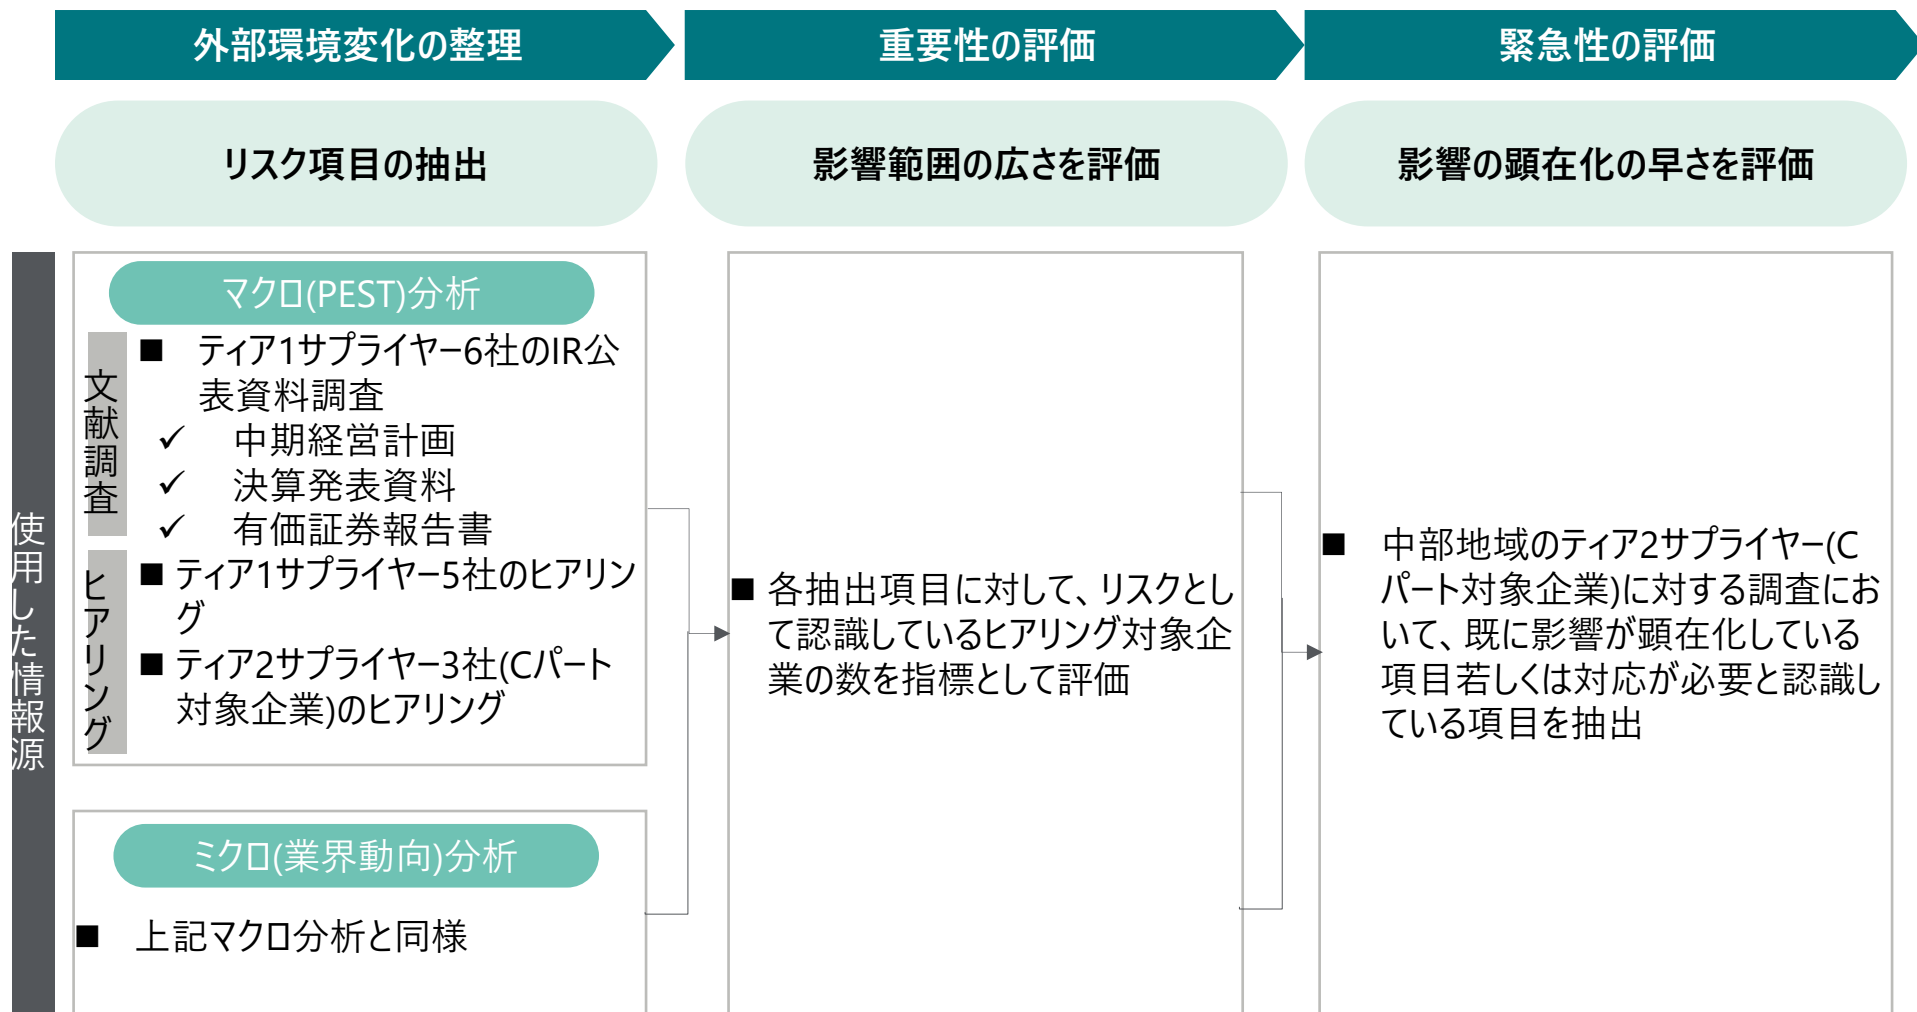 外部環境変化の整理
重要性の評価
緊急性の評価
リスク項目の抽出
影響範囲の広さを評価
影響の顕在化の早さを評価
使用した情報源
マクロ(PEST)分析
文献調査
■ ティア1サプライヤー6社のIR公
表資料調査
✓ 中期経営計画
✓ 決算発表資料
✓ 有価証券報告書
ヒアリング
■ ティア1サプライヤー5社のヒアリン
グ
■ ティア2サプライヤー3社(Cパート
対象企業)のヒアリング
ミクロ(業界動向)分析
■ 上記マクロ分析と同様
■ 各抽出項目に対して、リスクとし
て認識しているヒアリング対象企
業の数を指標として評価
■ 中部地域のティア2サプライヤー(C
パート対象企業)に対する調査にお
いて、既に影響が顕在化している
項目若しくは対応が必要と認識し
ている項目を抽出